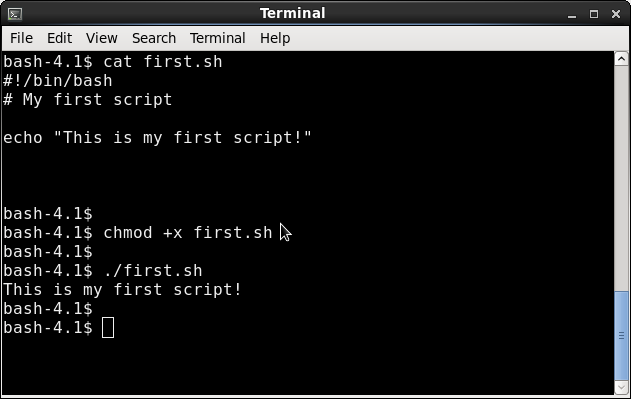 Terminal
File Edit View Search Terminal Help
bash-4.1$ cat first.sh
#!/bin/bash
# My first script
echo "This is my first script!"
bash-4.1$
bash-4.1$ chmod +x first.sh
bash-4.1$
bash-4.1$ ./first.sh
This is my first script!
bash-4.1$
bash-4.1$